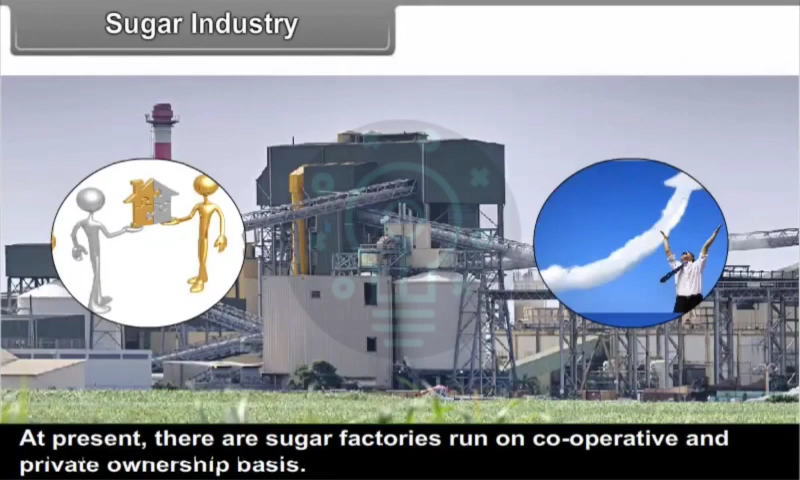 Sugar Industry
At present, there are sugar factories run on co-operative and
private ownership basis.